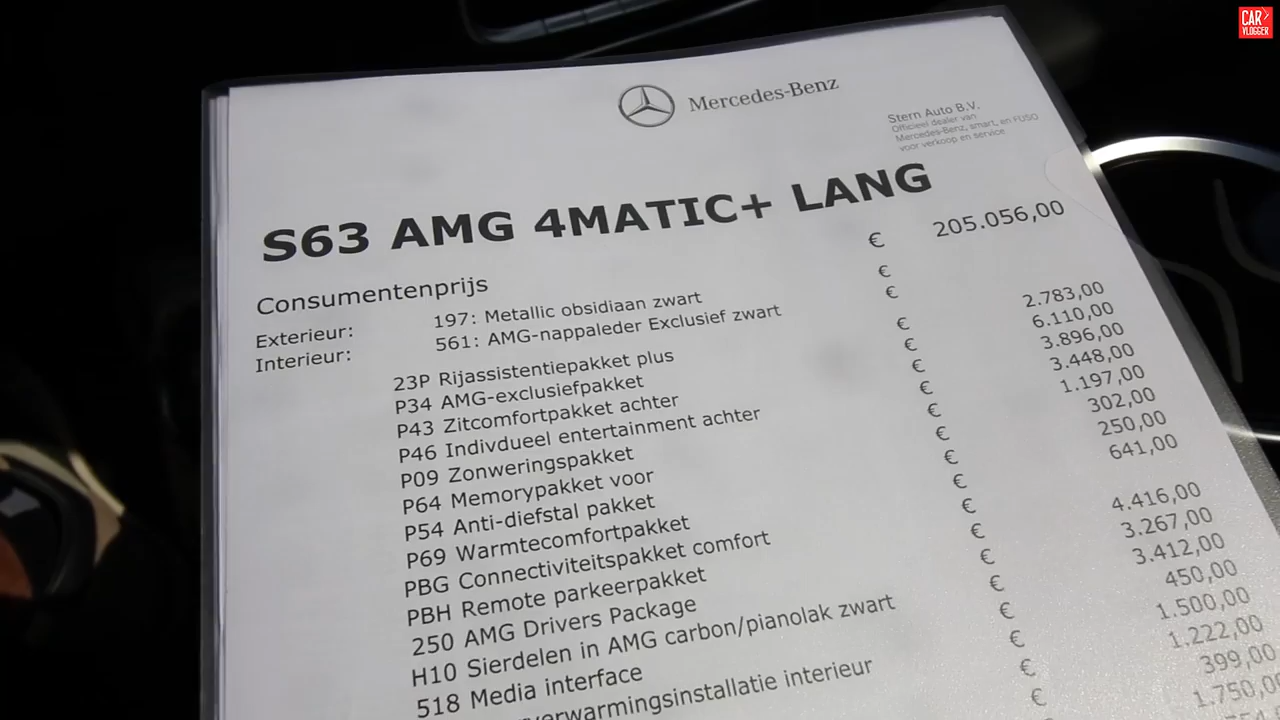 CAR
VLOGGER
Mercedes-Benz
Stern Auto B.V.
Officieel dealer van
Mercedes-Benz, smart, en FUSO
voor verkoop en service
S63 AMG 4MATIC+ LANG
Consumentenprijs € 205.056,00
Exterieur: 197: Metallic obsidiaan zwart €
Interieur: 561: AMG-nappaleder Exclusief zwart €
23P Rijassistentiepakket plus € 2.783,00
P34 AMG-exclusiefpakket € 6.110,00
P43 Zitcomfortpakket achter € 3.896,00
P46 Indivdueel entertainment achter € 3.448,00
P09 Zonweringspakket € 1.197,00
P64 Memorypakket voor € 302,00
P54 Anti-diefstal pakket € 250,00
P69 Warmtecomfortpakket € 641,00
PBG Connectiviteitspakket comfort €
PBH Remote parkeerpakket €
250 AMG Drivers Package € 4.416,00
H10 Sierdelen in AMG carbon/pianolak zwart € 3.267,00
518 Media interface € 3.412,00
verwarmingsinstallatie interieur € 450,00
€ 1.500,00
€ 1.222,00
€ 399,00
€ 1.750,00